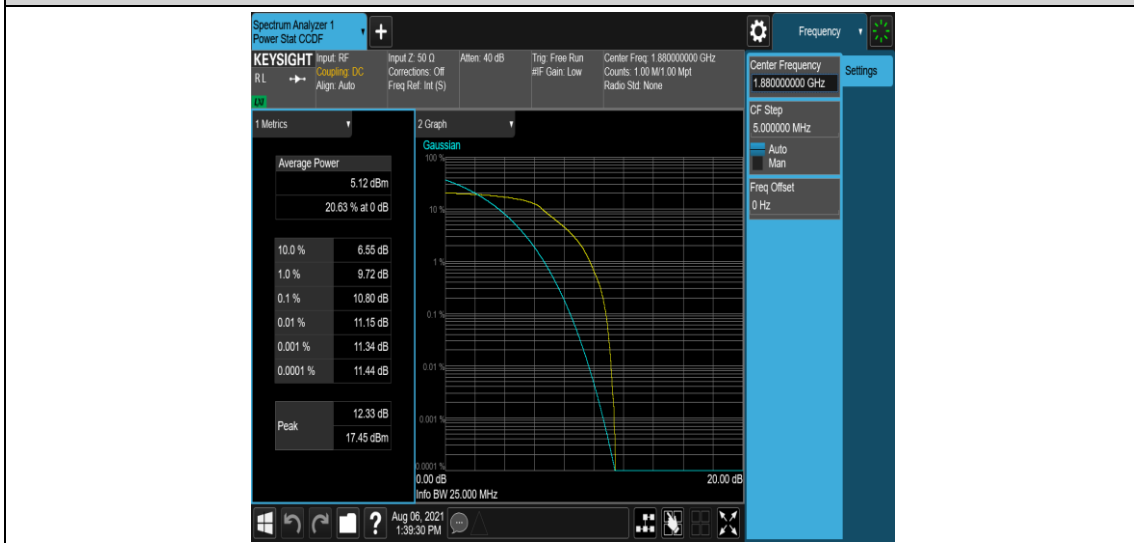 Spectrum Analyzer 1
Power Stat CCDF
Frequency
KEYSIGHT
RL
LXI
Input: RF
Coupling: DC
Align: Auto
Input Z: 50 Ω
Corrections: Off
Freq Ref: Int (S)
Atten: 40 dB
Trig: Free Run
#IF Gain: Low
Center Freq: 1.880000000 GHz
Counts: 1.00 M/1.00 Mpt
Radio Std: None
Center Frequency
1.880000000 GHz
Settings
CF Step
5.000000 MHz
Auto
Man
Freq Offset
0 Hz
1 Metrics
Average Power
5.12 dBm
20.63 % at 0 dB
10.0 % 6.55 dB
1.0 % 9.72 dB
0.1 % 10.80 dB
0.01 % 11.15 dB
0.001 % 11.34 dB
0.0001 % 11.44 dB
Peak
12.33 dB
17.45 dBm
2 Graph
Gaussian
100 %
10 %
1 %
0.1 %
0.01 %
0.001 %
0.0001 %
0.00 dB 20.00 dB
Info BW 25.000 MHz
Aug 06, 2021
1:39:30 PM